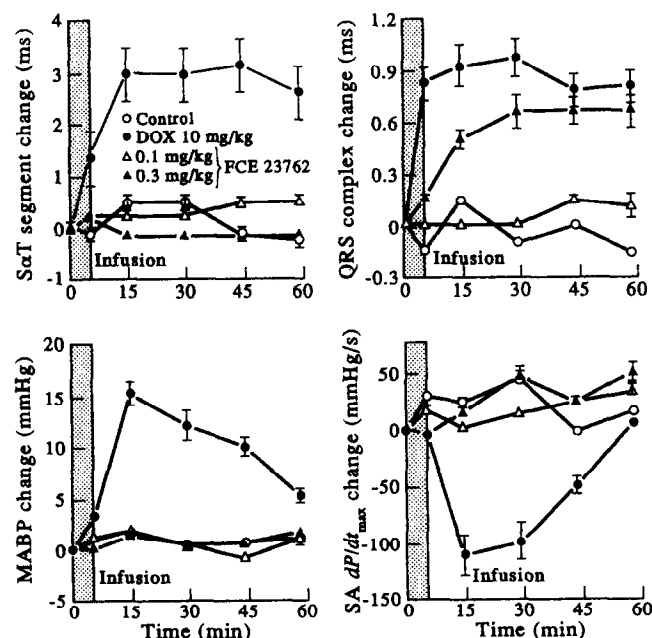 SαT segment change (ms)
4
3
2
1
0
-1
Control
DOX 10 mg/kg
0.1 mg/kg
0.3 mg/kg
FCE 23762
Infusion
0 15 30 45 60
QRS complex change (ms)
1.2
0.9
0.6
0.3
0
-0.3
Infusion
0 15 30 45 60
MABP change (mmHg)
20
15
10
5
0
-5
Infusion
0 15 30 45 60
Time (min)
SA dP/dtmax change (mmHg/s)
50
0
-50
-100
-150
Infusion
0 15 30 45 60
Time (min)